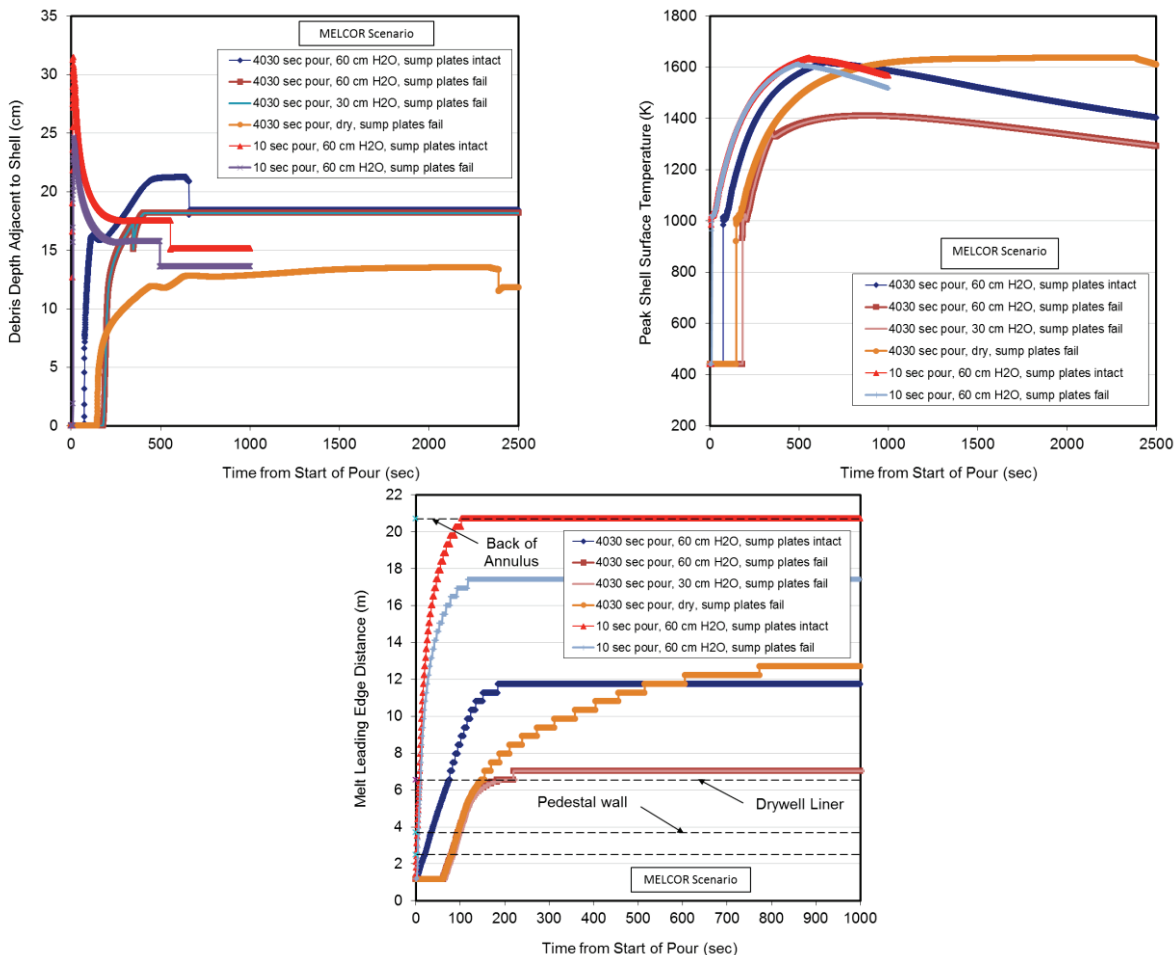 MELCOR Scenario
4030 sec pour, 60 cm H2O, sump plates intact
4030 sec pour, 60 cm H2O, sump plates fail
4030 sec pour, 30 cm H2O, sump plates fail
4030 sec pour, dry, sump plates fail
10 sec pour, 60 cm H2O, sump plates intact
10 sec pour, 60 cm H2O, sump plates fail
Debris Depth Adjacent to Shell (cm)
35
30
25
20
15
10
5
0
0 500 1000 1500 2000 2500
Time from Start of Pour (sec)
Peak Shell Surface Temperature (K)
1800
1600
1400
1200
1000
800
600
400
200
MELCOR Scenario
4030 sec pour, 60 cm H2O, sump plates intact
4030 sec pour, 60 cm H2O, sump plates fail
4030 sec pour, 30 cm H2O, sump plates fail
4030 sec pour, dry, sump plates fail
10 sec pour, 60 cm H2O, sump plates intact
10 sec pour, 60 cm H2O, sump plates fail
0 500 1000 1500 2000 2500
Time from Start of Pour (sec)
Melt Leading Edge Distance (m)
22
20
18
16
14
12
10
8
6
4
2
0
Back of
Annulus
4030 sec pour, 60 cm H2O, sump plates intact
4030 sec pour, 60 cm H2O, sump plates fail
4030 sec pour, 30 cm H2O, sump plates fail
4030 sec pour, dry, sump plates fail
10 sec pour, 60 cm H2O, sump plates intact
10 sec pour, 60 cm H2O, sump plates fail
Pedestal wall
Drywell Liner
MELCOR Scenario
0 100 200 300 400 500 600 700 800 900 1000
Time from Start of Pour (sec)